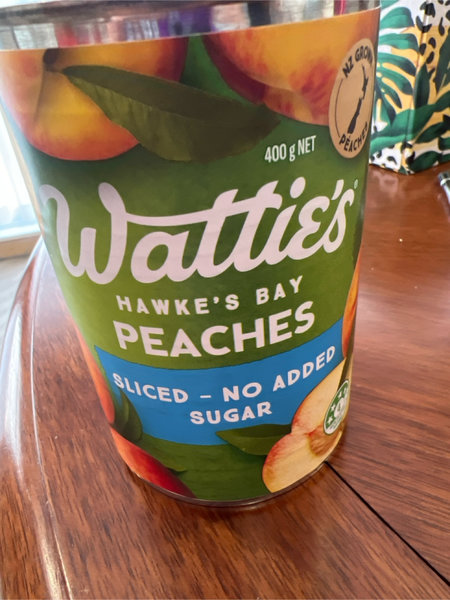 NZ GROWN
PEACHES
400 g NET
Wattie's
HAWKE'S BAY
PEACHES
SLICED - NO ADDED
SUGAR